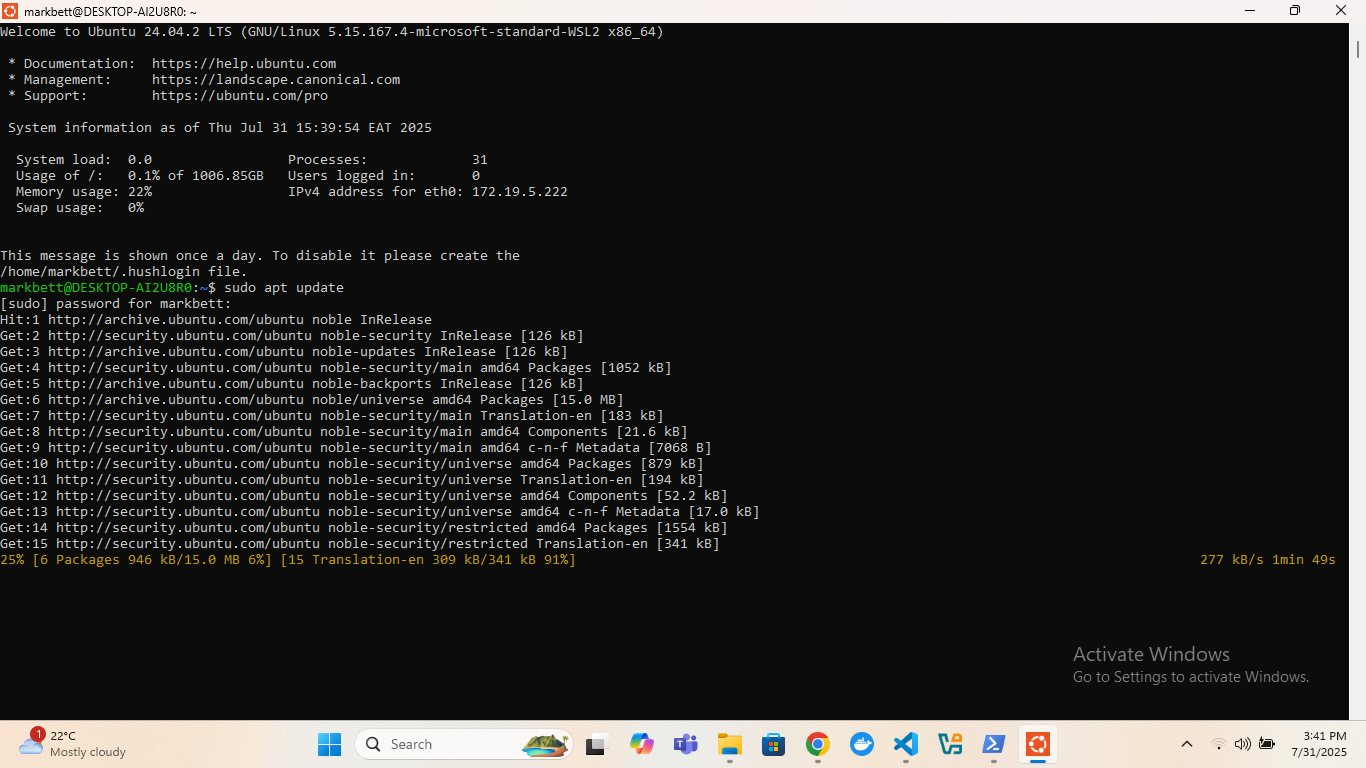 markbett@DESKTOP-AI2U8R0: ~
Welcome to Ubuntu 24.04.2 LTS (GNU/Linux 5.15.167.4-microsoft-standard-WSL2 x86_64)
* Documentation:  https://help.ubuntu.com
* Management:     https://landscape.canonical.com
* Support:        https://ubuntu.com/pro
System information as of Thu Jul 31 15:39:54 EAT 2025
System load:  0.0                 Processes:             31
Usage of /:   0.1% of 1006.85GB   Users logged in:       0
Memory usage: 22%                 IPv4 address for eth0: 172.19.5.222
Swap usage:   0%
This message is shown once a day. To disable it please create the
/home/markbett/.hushlogin file.
markbett@DESKTOP-AI2U8R0:~$ sudo apt update
[sudo] password for markbett:
Hit:1 http://archive.ubuntu.com/ubuntu noble InRelease
Get:2 http://security.ubuntu.com/ubuntu noble-security InRelease [126 kB]
Get:3 http://archive.ubuntu.com/ubuntu noble-updates InRelease [126 kB]
Get:4 http://security.ubuntu.com/ubuntu noble-security/main amd64 Packages [1052 kB]
Get:5 http://archive.ubuntu.com/ubuntu noble-backports InRelease [126 kB]
Get:6 http://archive.ubuntu.com/ubuntu noble/universe amd64 Packages [15.0 MB]
Get:7 http://security.ubuntu.com/ubuntu noble-security/main Translation-en [183 kB]
Get:8 http://security.ubuntu.com/ubuntu noble-security/main amd64 Components [21.6 kB]
Get:9 http://security.ubuntu.com/ubuntu noble-security/main amd64 c-n-f Metadata [7068 B]
Get:10 http://security.ubuntu.com/ubuntu noble-security/universe amd64 Packages [879 kB]
Get:11 http://security.ubuntu.com/ubuntu noble-security/universe Translation-en [194 kB]
Get:12 http://security.ubuntu.com/ubuntu noble-security/universe amd64 Components [52.2 kB]
Get:13 http://security.ubuntu.com/ubuntu noble-security/universe amd64 c-n-f Metadata [17.0 kB]
Get:14 http://security.ubuntu.com/ubuntu noble-security/restricted amd64 Packages [1554 kB]
Get:15 http://security.ubuntu.com/ubuntu noble-security/restricted Translation-en [341 kB]
25% [6 Packages 946 kB/15.0 MB 6%] [15 Translation-en 309 kB/341 kB 91%] 277 kB/s 1min 49s
Activate Windows
Go to Settings to activate Windows.
1
22°C
Mostly cloudy
Search
3:41 PM
7/31/2025